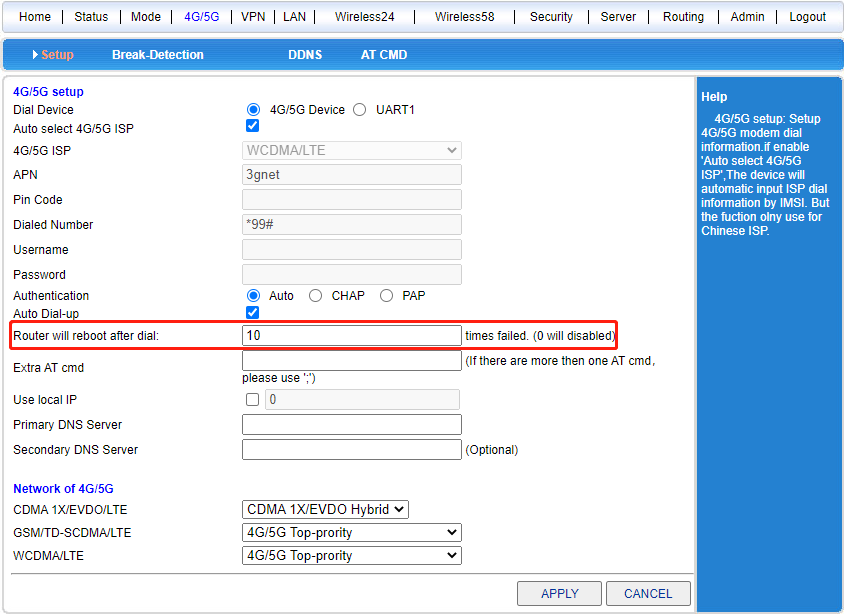 Home Status Mode 4G/5G VPN LAN Wireless24 Wireless58 Security Server Routing Admin Logout
Setup Break-Detection DDNS AT CMD
4G/5G setup
Dial Device 4G/5G Device UART1
Auto select 4G/5G ISP
4G/5G ISP WCDMA/LTE
APN 3gnet
Pin Code
Dialed Number *99#
Username
Password
Authentication Auto CHAP PAP
Auto Dial-up
Router will reboot after dial: 10 times failed. (0 will disabled)
Extra AT cmd (If there are more then one AT cmd,
please use ';')
Use local IP 0
Primary DNS Server
Secondary DNS Server (Optional)
Network of 4G/5G
CDMA 1X/EVDO/LTE CDMA 1X/EVDO Hybrid
GSM/TD-SCDMA/LTE 4G/5G Top-prority
WCDMA/LTE 4G/5G Top-prority
APPLY CANCEL
Help
4G/5G setup: Setup
4G/5G modem dial
information.if enable
'Auto select 4G/5G
ISP',The device will
automatic input ISP dial
information by IMSI. But
the fuction olny use for
Chinese ISP.